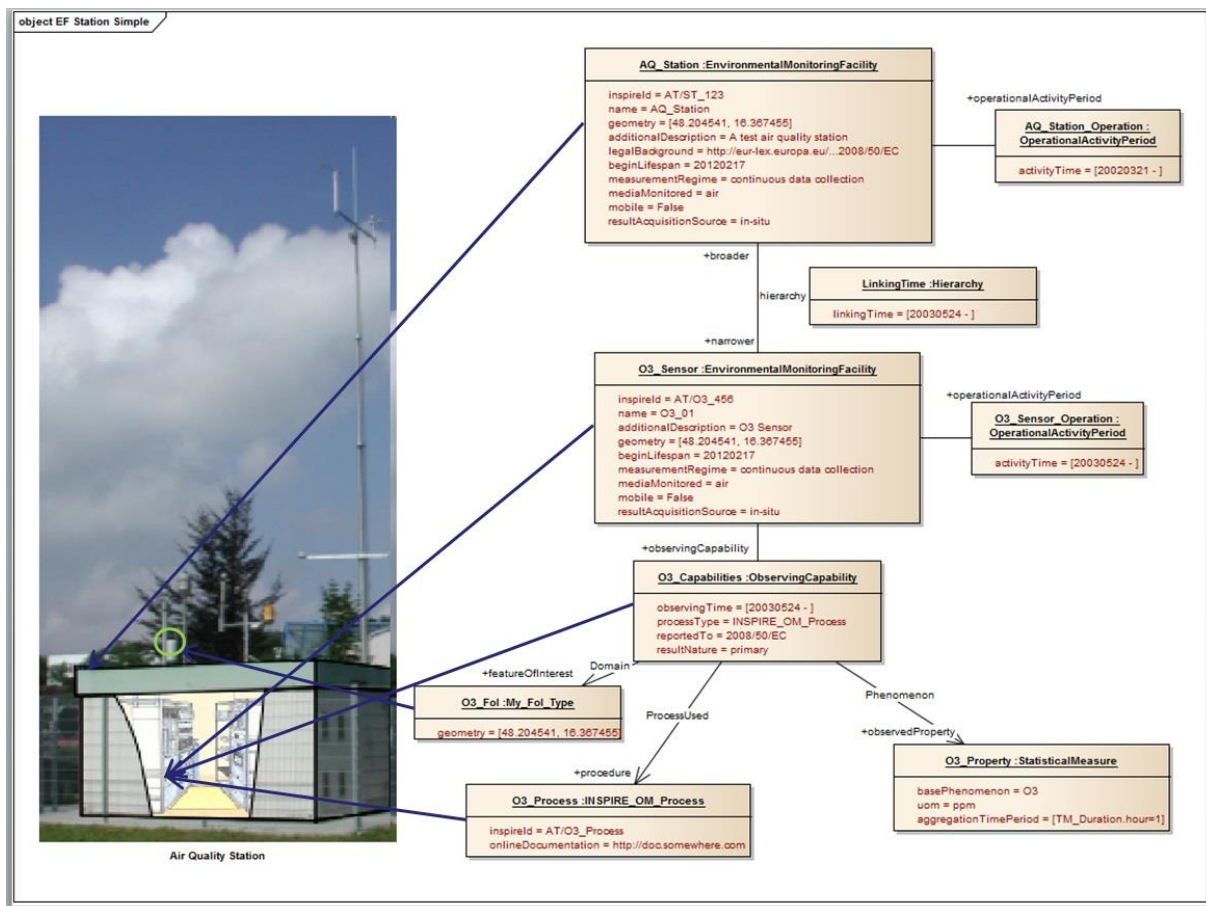 object EF Station Simple
AQ_Station :EnvironmentalMonitoringFacility
inspireId = AT/ST_123
name = AQ_Station
geometry = [48.204541, 16.367455]
additionalDescription = A test air quality station
legalBackground = http://eur-lex.europa.eu/...2008/50/EC
beginLifespan = 20120217
measurementRegime = continuous data collection
mediaMonitored = air
mobile = False
resultAcquisitionSource = in-situ
+operationalActivityPeriod
AQ_Station_Operation :
OperationalActivityPeriod
activityTime = [20020321 - ]
+broader
hierarchy
LinkingTime :Hierarchy
linkingTime = [20030524 - ]
+narrower
O3_Sensor :EnvironmentalMonitoringFacility
inspireId = AT/O3_456
name = O3_01
additionalDescription = O3 Sensor
geometry = [48.204541, 16.367455]
beginLifespan = 20120217
measurementRegime = continuous data collection
mediaMonitored = air
mobile = False
resultAcquisitionSource = in-situ
+operationalActivityPeriod
O3_Sensor_Operation :
OperationalActivityPeriod
activityTime = [20030524 - ]
+observingCapability
O3_Capabilities :ObservingCapability
observingTime = [20030524 - ]
processType = INSPIRE_OM_Process
reportedTo = 2008/50/EC
resultNature = primary
+featureOfInterest
Domain
O3_FoI :My_FoI_Type
geometry = [48.204541, 16.367455]
ProcessUsed
+procedure
Phenomenon
+observedProperty
O3_Property :StatisticalMeasure
basePhenomenon = O3
uom = ppm
aggregationTimePeriod = [TM_Duration.hour=1]
O3_Process :INSPIRE_OM_Process
inspireId = AT/O3_Process
onlineDocumentation = http://doc.somewhere.com
Air Quality Station